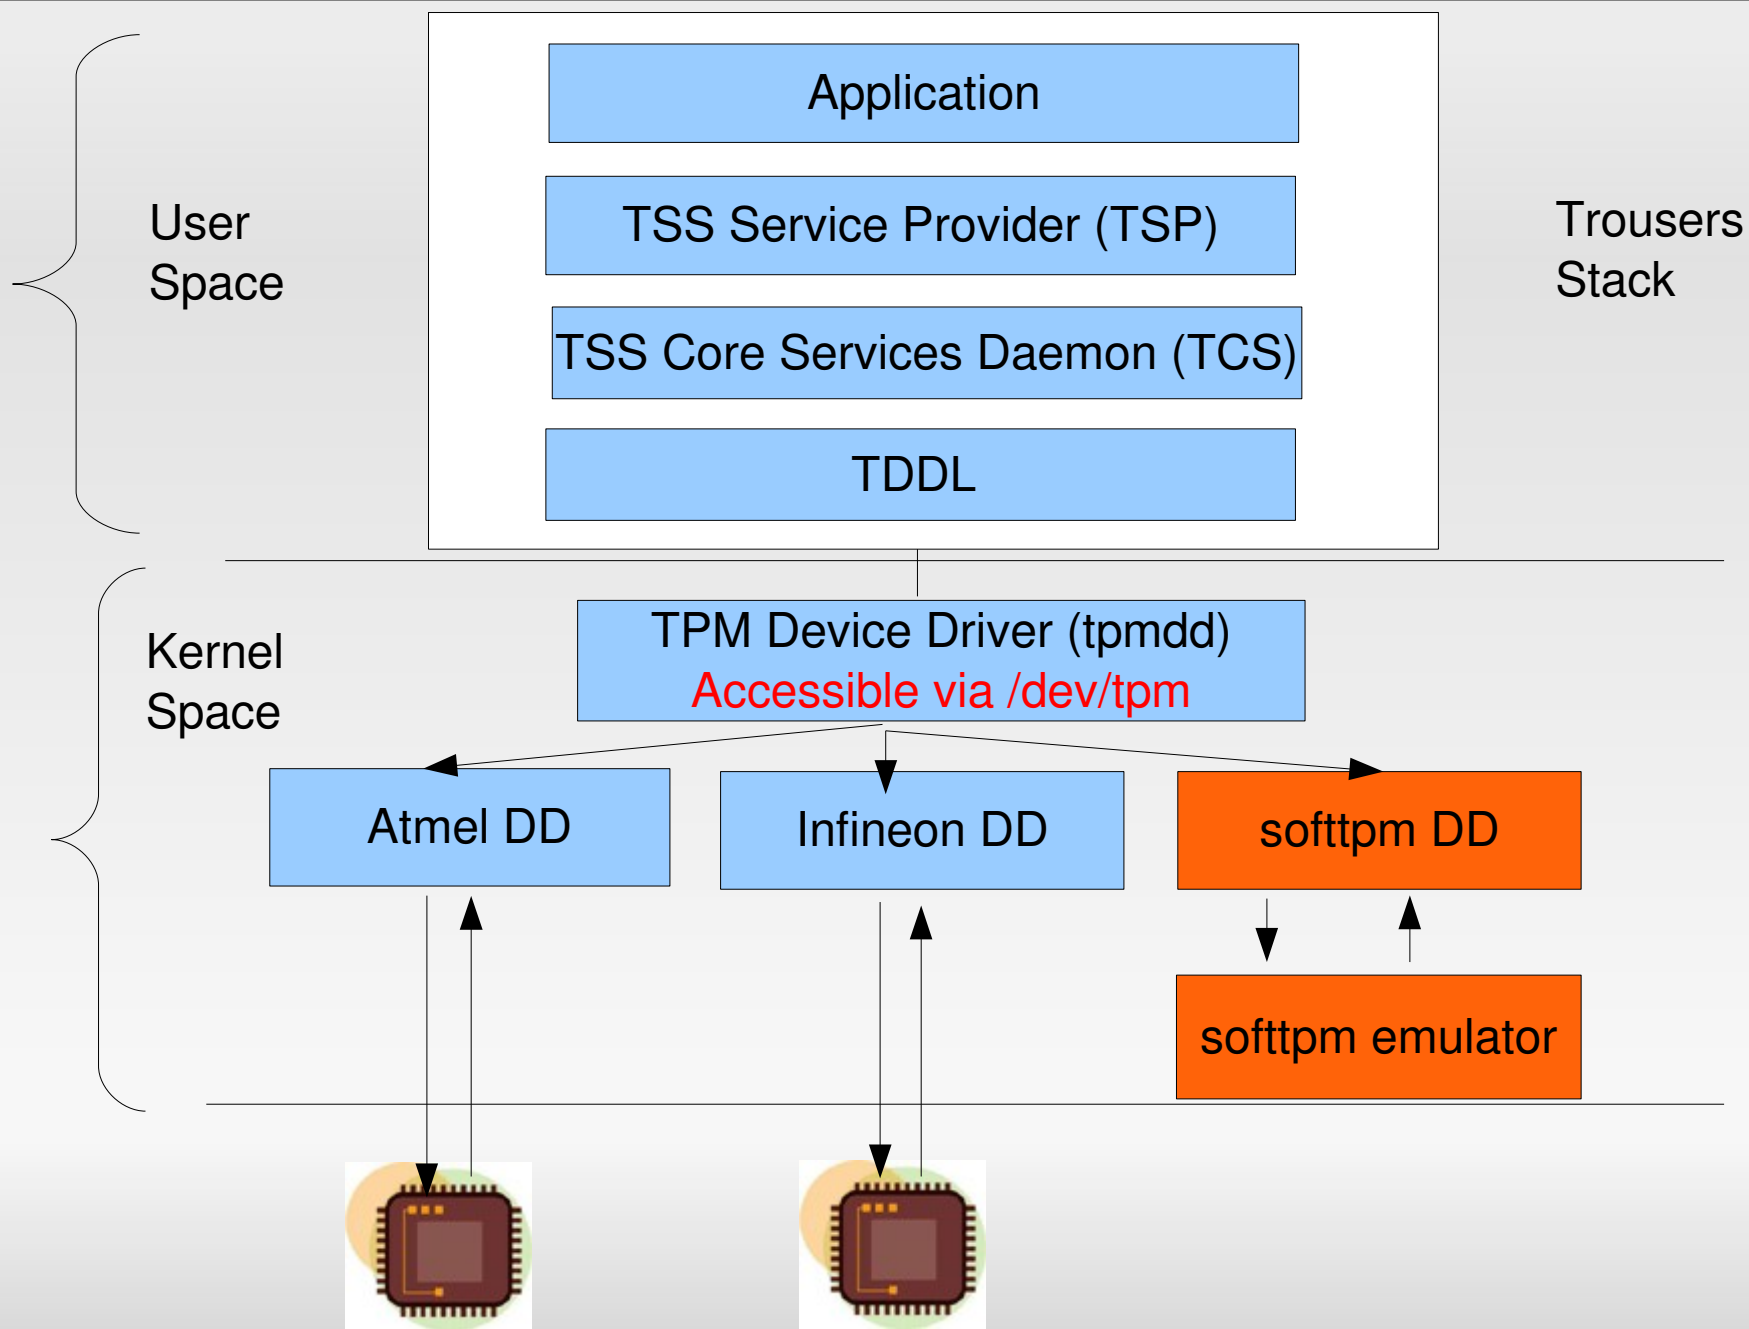 Application
User
Space
TSS Service Provider (TSP)
Trousers
Stack
TSS Core Services Daemon (TCS)
TDDL
Kernel
Space
TPM Device Driver (tpmdd)
Accessible via /dev/tpm
Atmel DD
Infineon DD
softtpm DD
softtpm emulator